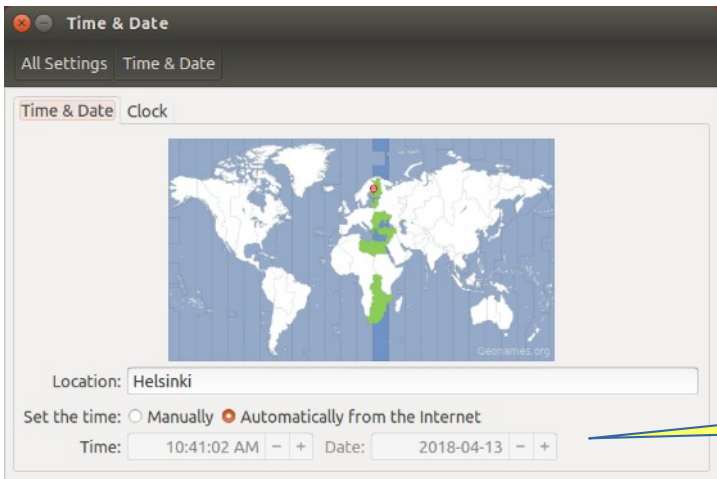 Time & Date
All Settings Time & Date
Time & Date Clock
Geonames.org
Location: Helsinki
Set the time: Manually Automatically from the Internet
Time: 10:41:02 AM - + Date: 2018-04-13 - +